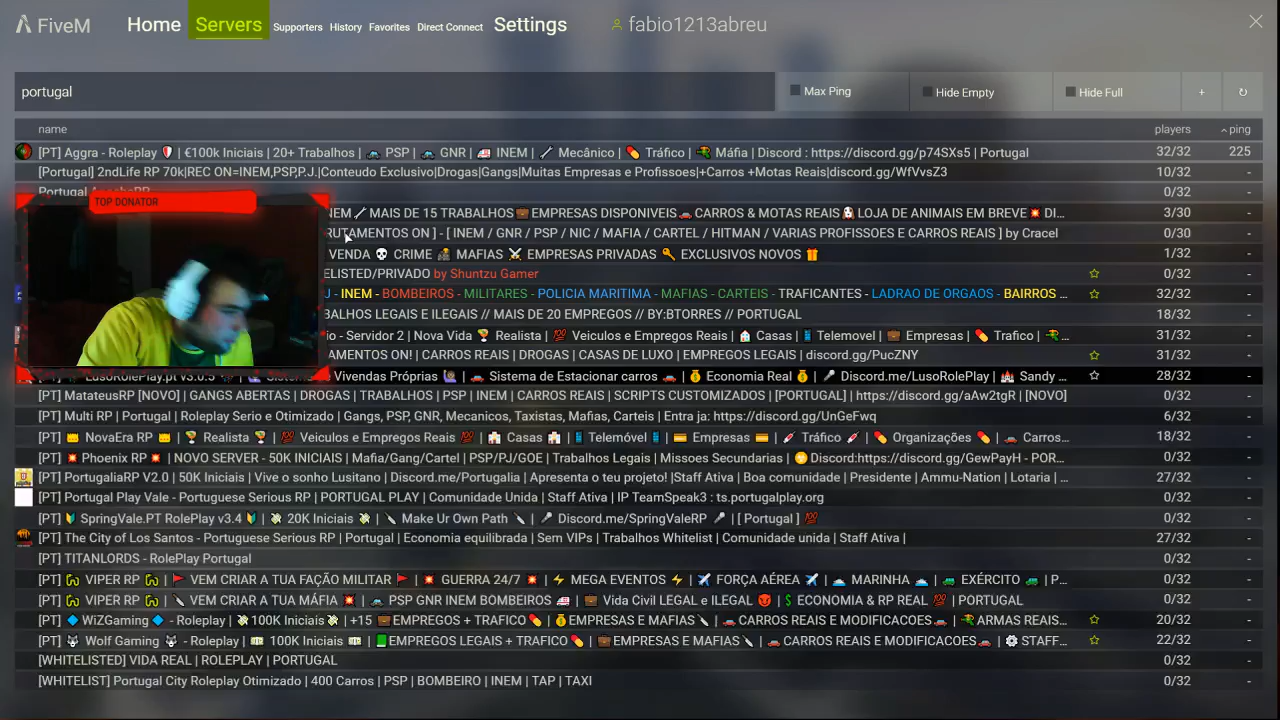 FiveM Home Servers Supporters History Favorites Direct Connect Settings fabio1213abreu
portugal Max Ping Hide Empty Hide Full +
name players ping
[PT] Aggra - Roleplay | €100k Iniciais | 20+ Trabalhos | PSP | GNR | INEM | Mecânico | Tráfico | Máfia | Discord : https://discord.gg/p74SXs5 | Portugal 32/32 225
[Portugal] 2ndLife RP 70k|REC ON=INEM,PSP,P.J.|Conteudo Exclusivo|Drogas|Gangs|Muitas Empresas e Profissoes|+Carros +Motas Reais|discord.gg/WfVvsZ3 10/32 -
Portugal 0/32 -
TOP DONATOR
NEM MAIS DE 15 TRABALHOS EMPRESAS DISPONIVEIS CARROS & MOTAS REAIS LOJA DE ANIMAIS EM BREVE DI... 3/30 -
RUTAMENTOS ON ] - [ INEM / GNR / PSP / NIC / MAFIA / CARTEL / HITMAN / VARIAS PROFISSOES E CARROS REAIS ] by Cracel 0/30 -
VENDA CRIME MAFIAS EMPRESAS PRIVADAS EXCLUSIVOS NOVOS 1/32 -
ELISTED/PRIVADO by Shuntzu Gamer 0/32 -
J - INEM - BOMBEIROS - MILITARES - POLICIA MARITIMA - MAFIAS - CARTEIS - TRAFICANTES - LADRAO DE ORGAOS - BAIRROS ... 32/32 -
BALHOS LEGAIS E ILEGAIS // MAIS DE 20 EMPREGOS // BY:BTORRES // PORTUGAL 18/32 -
io - Servidor 2 | Nova Vida Realista | Veiculos e Empregos Reais | Casas | Telemovel | Empresas | Trafico | 31/32 -
AMENTOS ON! | CARROS REAIS | DROGAS | CASAS DE LUXO | EMPREGOS LEGAIS | discord.gg/PucZNY 31/32 -
[PT] LusoRolePlay.pt v3.0.5 Vivendas Próprias | Sistema de Estacionar carros | Economia Real | Discord.me/LusoRolePlay | Sandy ... 28/32 -
[PT] MatateusRP [NOVO] | GANGS ABERTAS | DROGAS | TRABALHOS | PSP | INEM | CARROS REAIS | SCRIPTS CUSTOMIZADOS | [PORTUGAL] | https://discord.gg/aAw2tgR | [NOVO] 0/32 -
[PT] Multi RP | Portugal | Roleplay Serio e Otimizado | Gangs, PSP, GNR, Mecanicos, Taxistas, Mafias, Carteis | Entra ja: https://discord.gg/UnGeFwq 6/32 -
[PT] NovaEra RP | Realista | Veiculos e Empregos Reais | Casas | Telemóvel | Empresas | Tráfico | Organizações | Carros... 18/32 -
[PT] Phoenix RP | NOVO SERVER - 50K INICIAIS | Mafia/Gang/Cartel | PSP/PJ/GOE | Trabalhos Legais | Missoes Secundarias | Discord:https://discord.gg/GewPayH - POR... 0/32 -
[PT] PortugaliaRP V2.0 | 50K Iniciais | Vive o sonho Lusitano | Discord.me/Portugalia | Apresenta o teu projeto! |Staff Ativa | Boa comunidade | Presidente | Ammu-Nation | Lotaria | ... 27/32 -
[PT] Portugal Play Vale - Portuguese Serious RP | PORTUGAL PLAY | Comunidade Unida | Staff Ativa | IP TeamSpeak3 : ts.portugalplay.org 0/32 -
[PT] SpringVale.PT RolePlay v3.4 | 20K Iniciais | Make Ur Own Path | Discord.me/SpringValeRP | [ Portugal ] 0/32 -
[PT] The City of Los Santos - Portuguese Serious RP | Portugal | Economia equilibrada | Sem VIPs | Trabalhos Whitelist | Comunidade unida | Staff Ativa | 27/32 -
[PT] TITANLORDS - RolePlay Portugal 0/32 -
[PT] VIPER RP | VEM CRIAR A TUA FAÇÃO MILITAR | GUERRA 24/7 | MEGA EVENTOS | FORÇA AÉREA | MARINHA | EXÉRCITO | P... 0/32 -
[PT] VIPER RP | VEM CRIAR A TUA MÁFIA | PSP GNR INEM BOMBEIROS | Vida Civil LEGAL e ILEGAL | ECONOMIA & RP REAL | PORTUGAL 0/32 -
[PT] WiZGaming - Roleplay | 100K Iniciais | +15 EMPREGOS + TRAFICO | EMPRESAS E MAFIAS | CARROS REAIS E MODIFICACOES | ARMAS REAIS... 20/32 -
[PT] Wolf Gaming - Roleplay | 100K Iniciais | EMPREGOS LEGAIS + TRAFICO | EMPRESAS E MAFIAS | CARROS REAIS E MODIFICACOES | STAFF... 22/32 -
[WHITELISTED] VIDA REAL | ROLEPLAY | PORTUGAL 0/32 -
[WHITELIST] Portugal City Roleplay Otimizado | 400 Carros | PSP | BOMBEIRO | INEM | TAP | TAXI 0/32 -